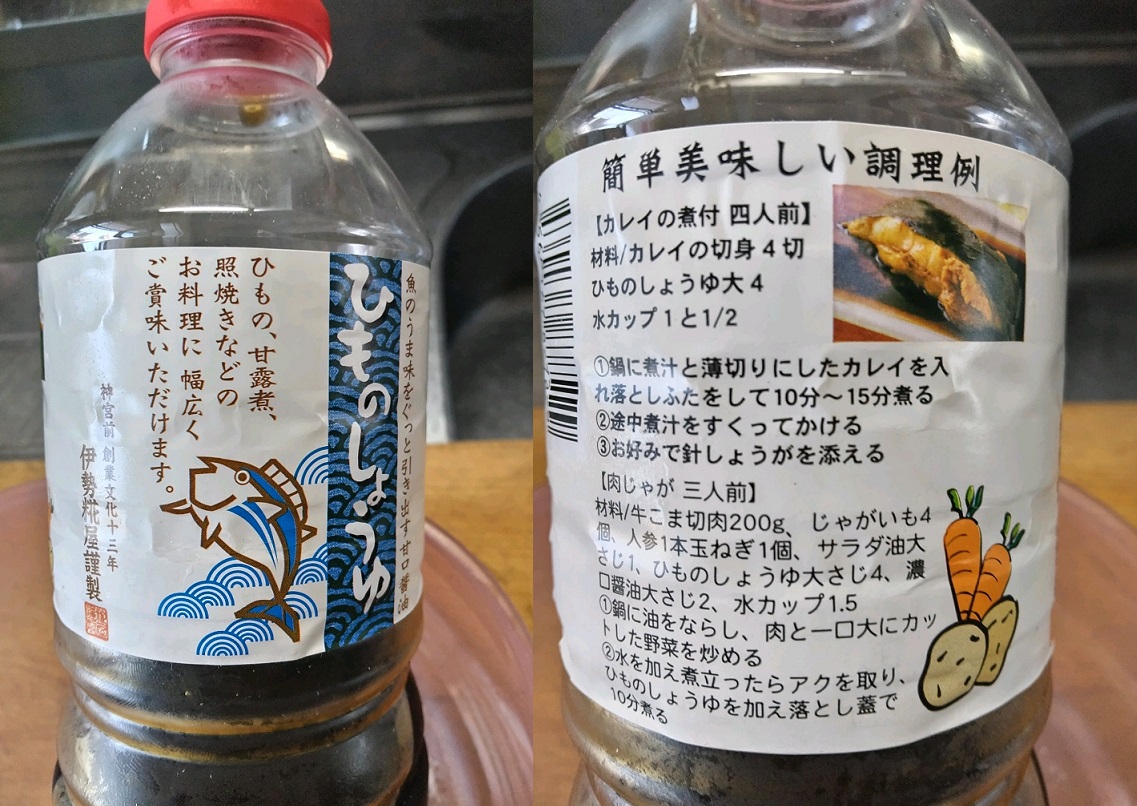 魚のうま味をぐっと引き出す甘口醤油
ひものしょうゆ
ひもの、甘露煮、
照焼きなどの
お料理に幅広く
ご賞味いただけます。
神宮前 創業文化十三年
伊勢糀屋謹製
簡単美味しい調理例
【カレイの煮付 四人前】
材料/カレイの切身4切
ひものしょうゆ大4
水カップ1と1/2
①鍋に煮汁と薄切りにしたカレイを入
れ落としふたをして10分～15分煮る
②途中煮汁をすくってかける
③お好みで針しょうがを添える
【肉じゃが 三人前】
材料/牛こま切肉200g、じゃがいも4
個、人参1本玉ねぎ1個、サラダ油大
さじ1、ひものしょうゆ大さじ4、濃
口醤油大さじ2、水カップ1.5
①鍋に油をならし、肉と一口大にカッ
トした野菜を炒める
②水を加え煮立ったらアクを取り、
ひものしょうゆを加え落とし蓋で
10分煮る